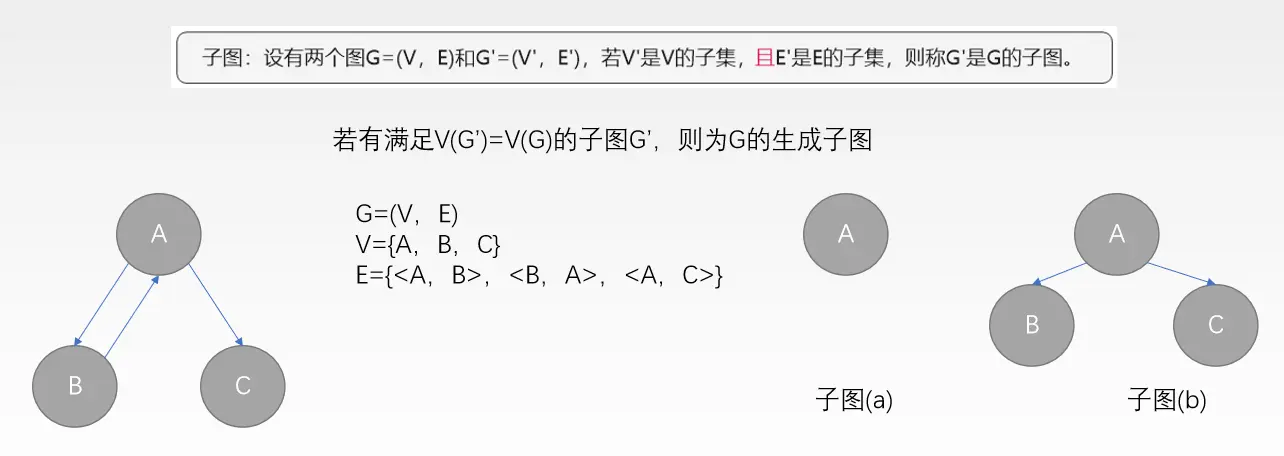 子图：设有两个图G=(V，E)和G'=(V'，E')，若V'是V的子集，且E'是E的子集，则称G'是G的子图。
若有满足V(G’)=V(G)的子图G’，则为G的生成子图
G=(V，E)
V={A，B，C}
E={<A，B>，<B，A>，<A，C>}
A
B
C
A
子图(a)
A
B
C
子图(b)